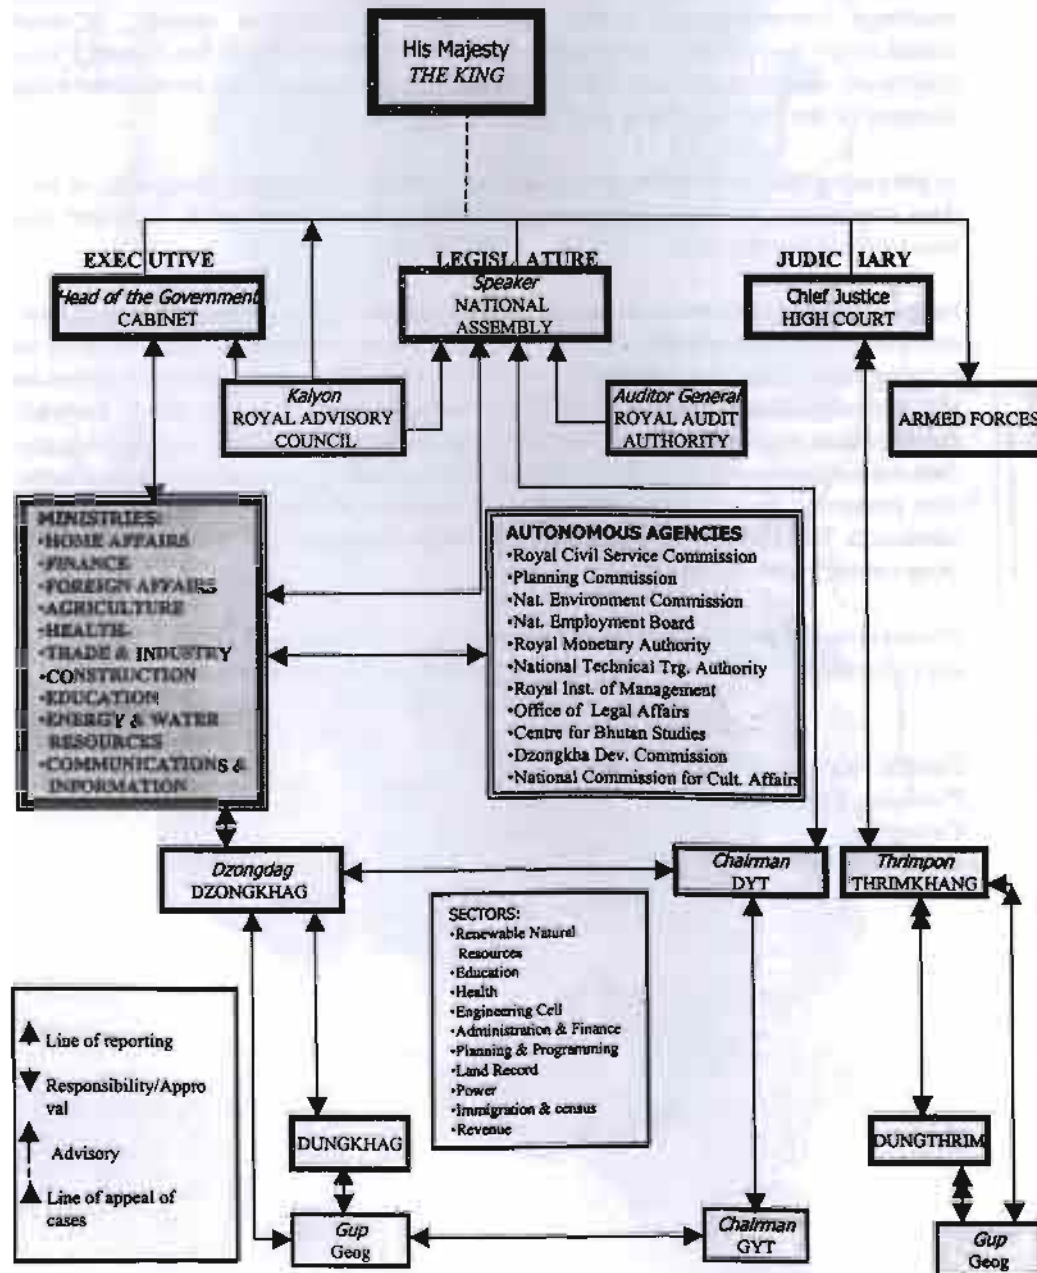 His Majesty
THE KING
EXECUTIVE
LEGISLATURE
JUDICIARY
Head of the Government
CABINET
Speaker
NATIONAL
ASSEMBLY
Chief Justice
HIGH COURT
Kalyon
ROYAL ADVISORY
COUNCIL
Auditor General
ROYAL AUDIT
AUTHORITY
ARMED FORCES
MINISTRIES:
•HOME AFFAIRS
•FINANCE
•FOREIGN AFFAIRS
•AGRICULTURE
•HEALTH
•TRADE & INDUSTRY
•CONSTRUCTION
•EDUCATION
•ENERGY & WATER
RESOURCES
•COMMUNICATIONS &
INFORMATION
AUTONOMOUS AGENCIES
•Royal Civil Service Commission
•Planning Commission
•Nat. Environment Commission
•Nat. Employment Board
•Royal Monetary Authority
•National Technical Trg. Authority
•Royal Inst. of Management
•Office of Legal Affairs
•Centre for Bhutan Studies
•Dzongkha Dev. Commission
•National Commission for Cult. Affairs
Dzongdag
DZONGKHAG
Chairman
DYT
Thrimpon
THRIMKHANG
SECTORS:
•Renewable Natural
Resources
•Education
•Health
•Engineering Cell
•Administration & Finance
•Planning & Programming
•Land Record
•Power
•Immigration & census
•Revenue
Line of reporting
Responsibility/Appro
val
Advisory
Line of appeal of
cases
DUNGKHAG
DUNGTHRIM
Gup
Geog
Chairman
GYT
Gup
Geog